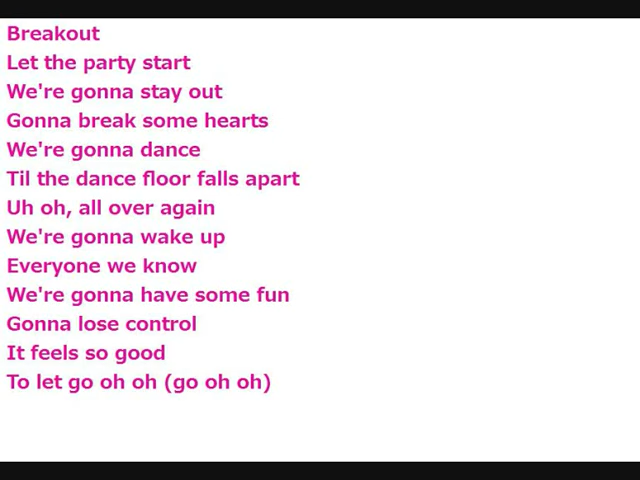 Breakout
Let the party start
We're gonna stay out
Gonna break some hearts
We're gonna dance
Til the dance floor falls apart
Uh oh, all over again
We're gonna wake up
Everyone we know
We're gonna have some fun
Gonna lose control
It feels so good
To let go oh oh (go oh oh)